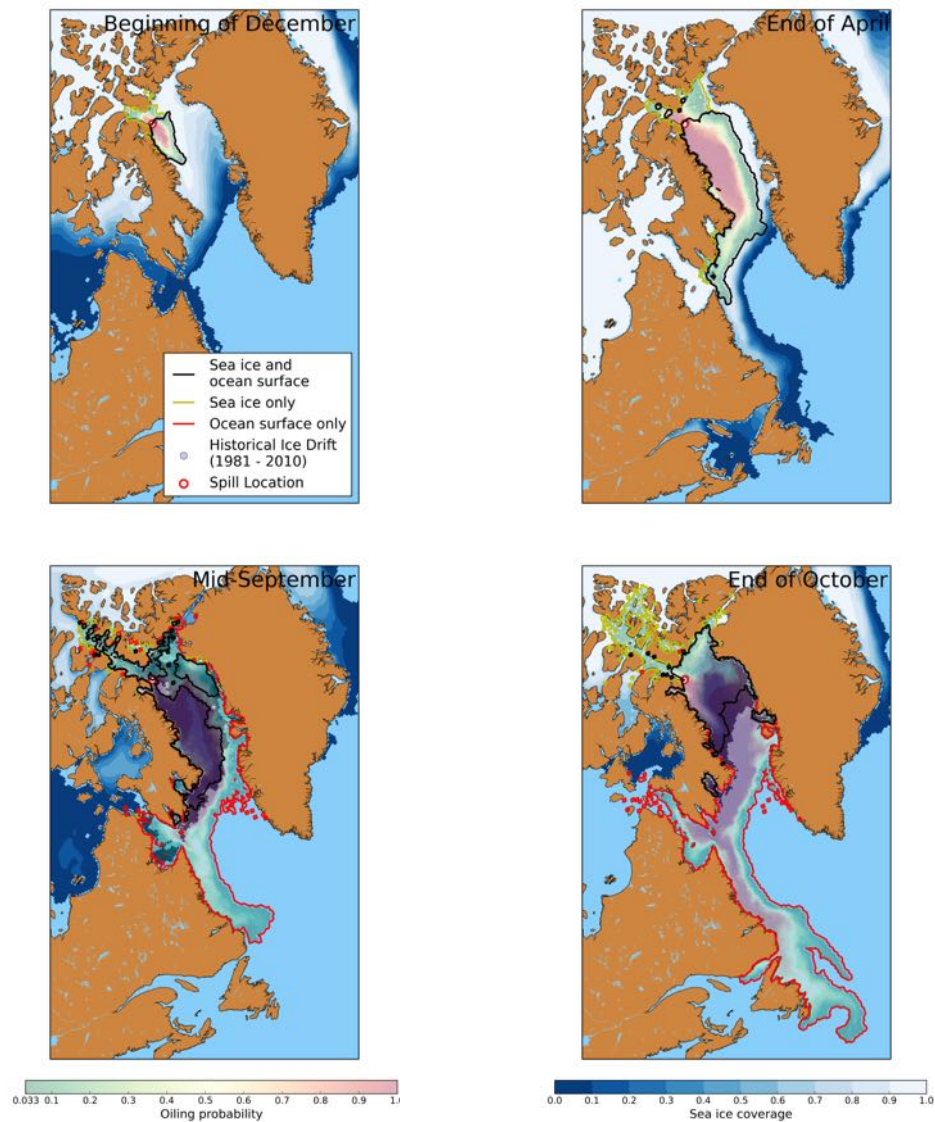 Beginning of December
End of April
Sea ice and
ocean surface
Sea ice only
Ocean surface only
Historical Ice Drift
(1981 - 2010)
Spill Location
Mid-September
End of October
0.033 0.1 0.2 0.3 0.4 0.5 0.6 0.7 0.8 0.9 1.0
Oiling probability
0.0 0.1 0.2 0.3 0.4 0.5 0.6 0.7 0.8 0.9 1.0
Sea ice coverage